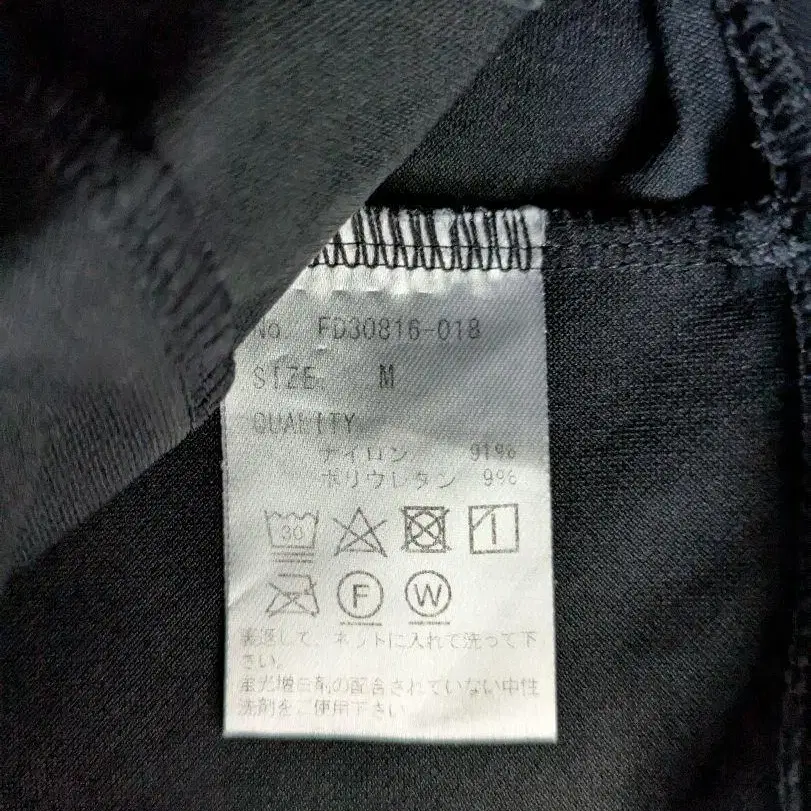 No. FD30816-018
SIZE M
QUALITY
ナイロン 91%
ポリウレタン 9%
30
F W
裏返して、ネットに入れて洗って下
さい。
蛍光増白剤の配合されていない中性
洗剤をご使用下さい